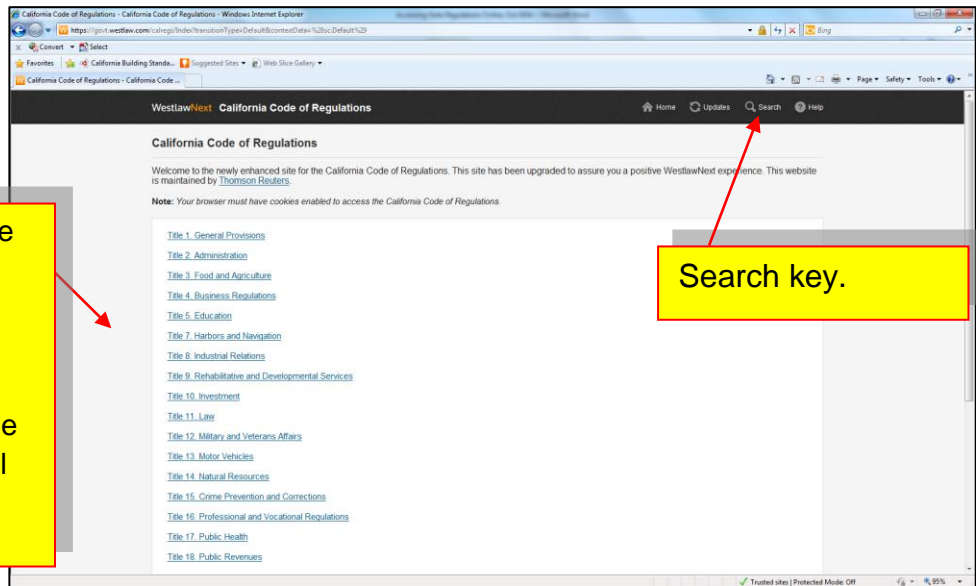 California Code of Regulations - California Code of Regulations - Windows Internet Explorer
https://govt.westlaw.com/calregs/Index?transitionType=Default&contextData=%28sc.Default%29
Bing
x Convert Select
Favorites California Building Standa... Suggested Sites Web Slice Gallery
California Code of Regulations - California Code ...
Page Safety Tools
WestlawNext California Code of Regulations
Home Updates Search Help
California Code of Regulations
Welcome to the newly enhanced site for the California Code of Regulations. This site has been upgraded to assure you a positive WestlawNext experience. This website
is maintained by Thomson Reuters.
Note: Your browser must have cookies enabled to access the California Code of Regulations.
Title 1. General Provisions
Title 2. Administration
Title 3. Food and Agriculture
Title 4. Business Regulations
Title 5. Education
Title 7. Harbors and Navigation
Title 8. Industrial Relations
Title 9. Rehabilitative and Developmental Services
Title 10. Investment
Title 11. Law
Title 12. Military and Veterans Affairs
Title 13. Motor Vehicles
Title 14. Natural Resources
Title 15. Crime Prevention and Corrections
Title 16. Professional and Vocational Regulations
Title 17. Public Health
Title 18. Public Revenues
Search key.
Trusted sites | Protected Mode: Off
95%